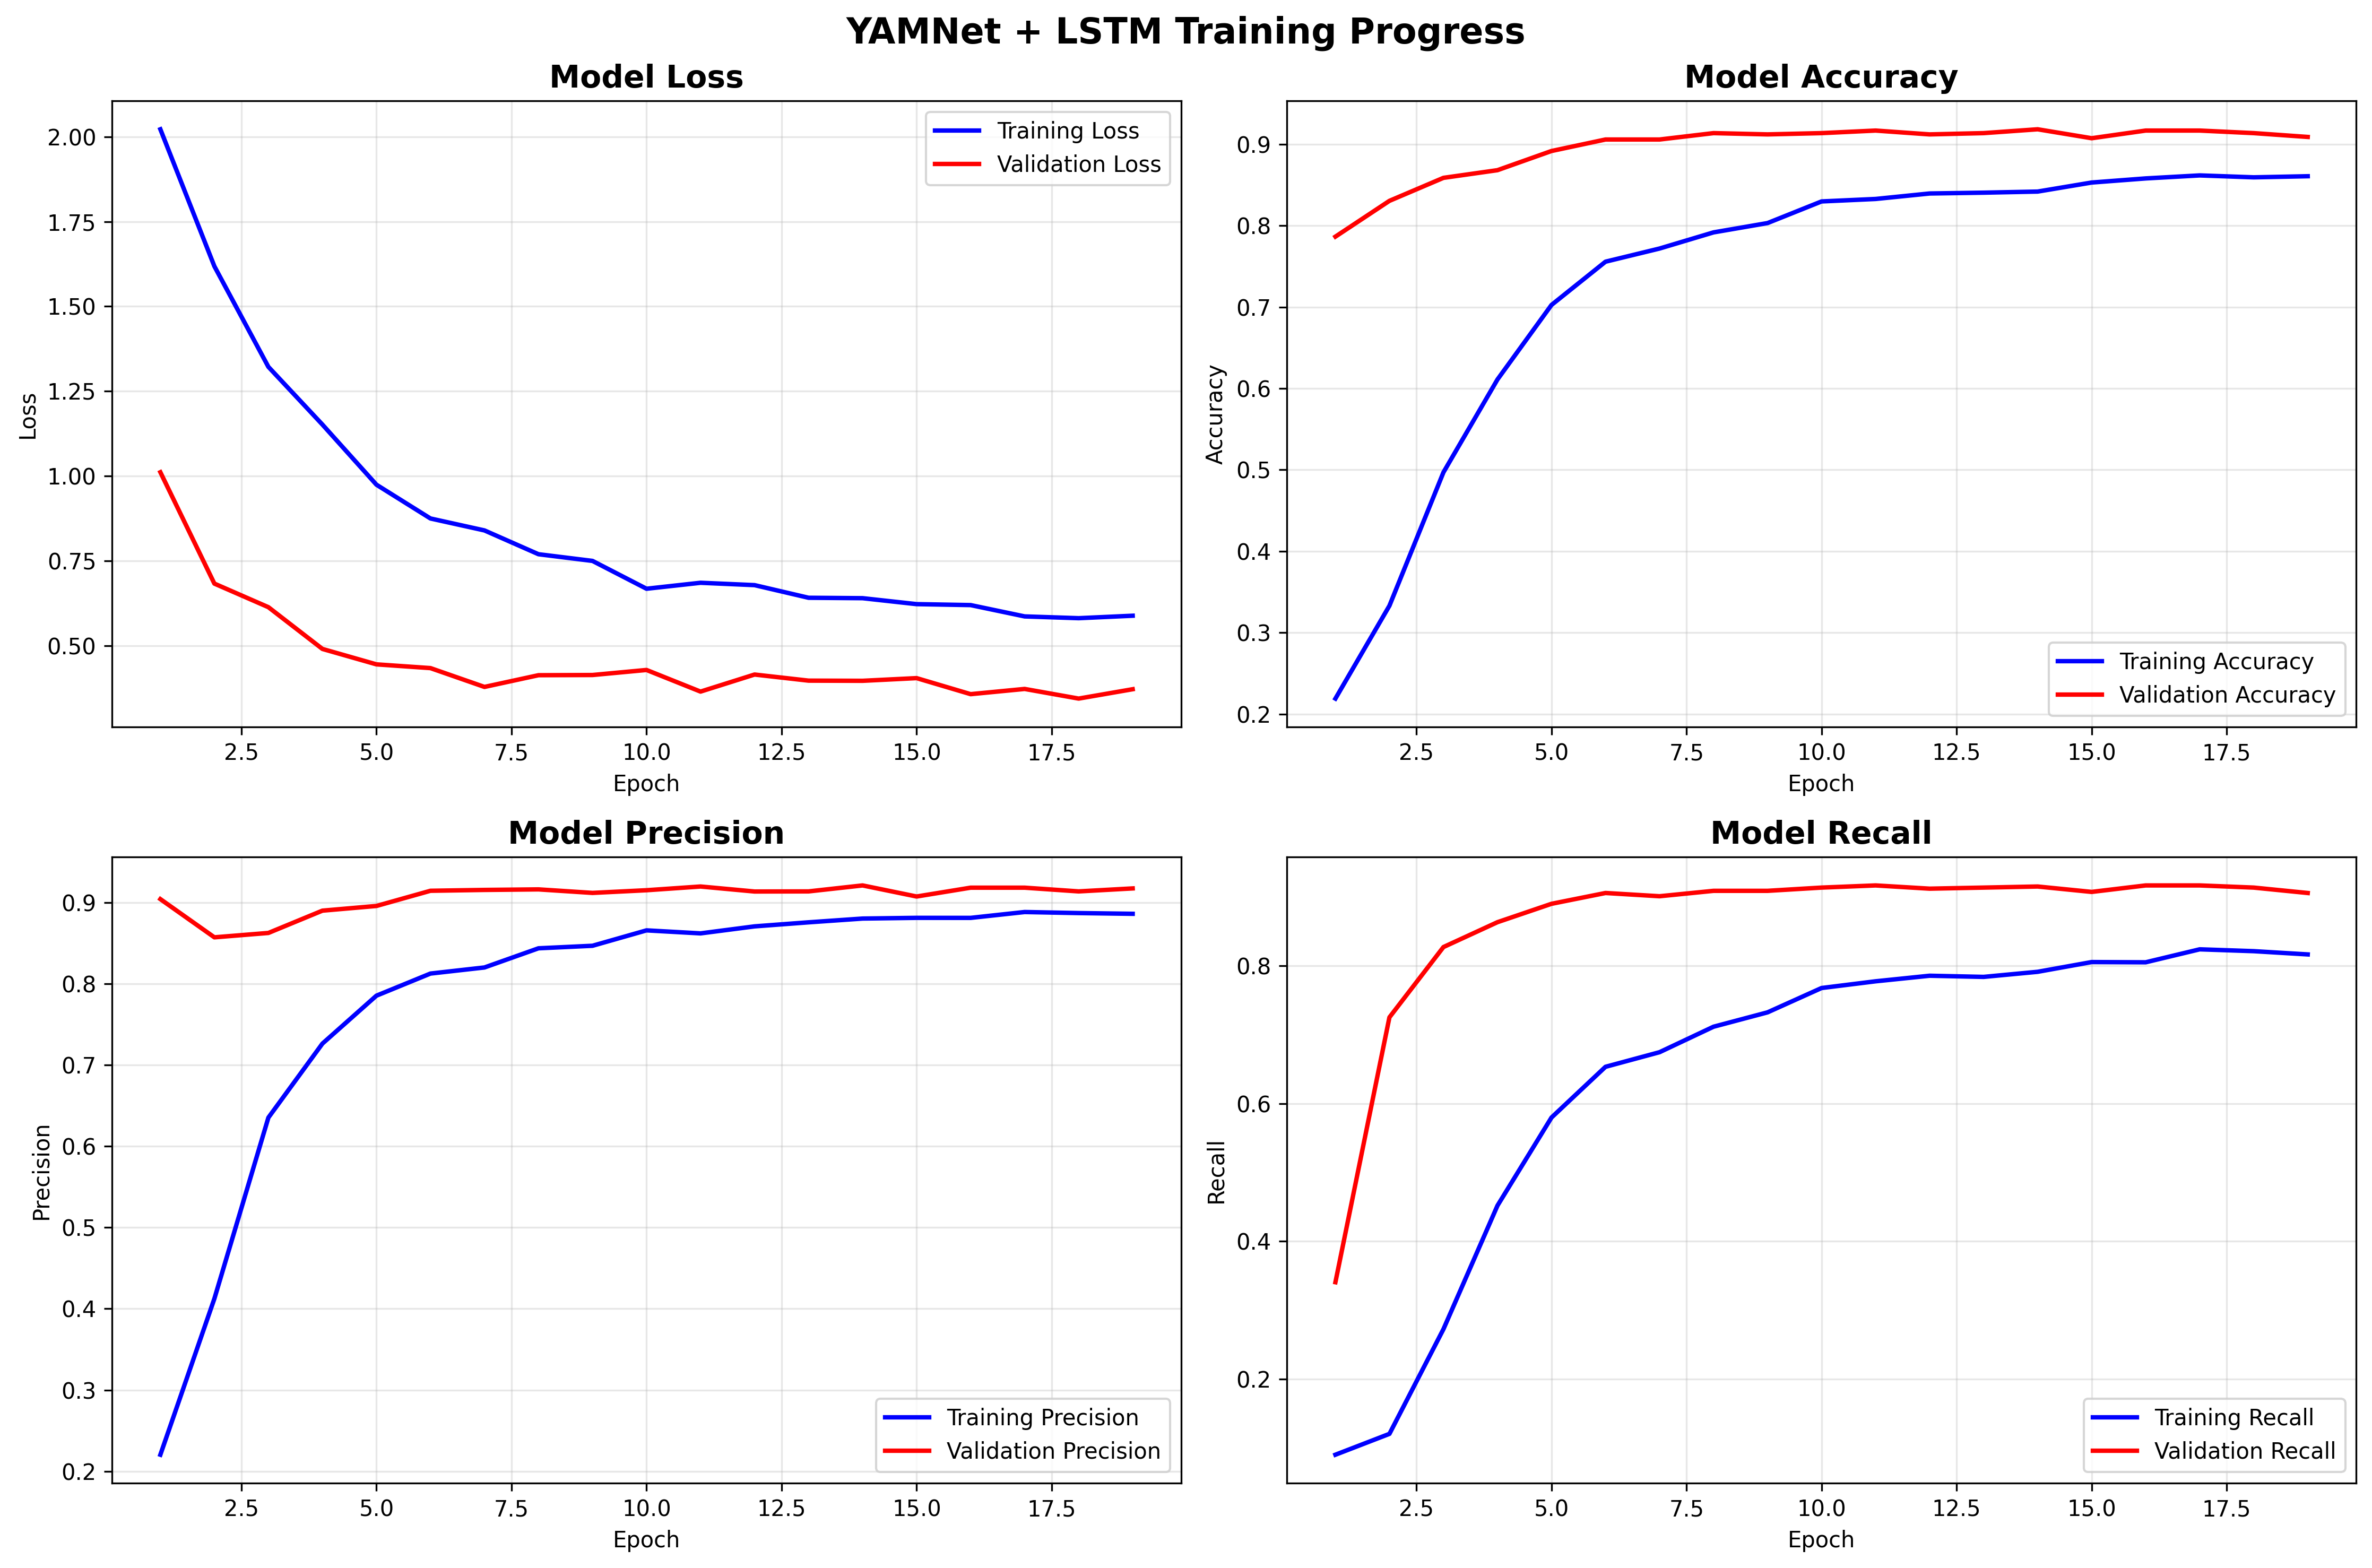 YAMNet + LSTM Training Progress
Model Loss
Loss
2.00
1.75
1.50
1.25
1.00
0.75
0.50
Training Loss
Validation Loss
2.5 5.0 7.5 10.0 12.5 15.0 17.5
Epoch
Model Accuracy
Accuracy
0.9
0.8
0.7
0.6
0.5
0.4
0.3
0.2
Training Accuracy
Validation Accuracy
2.5 5.0 7.5 10.0 12.5 15.0 17.5
Epoch
Model Precision
Precision
0.9
0.8
0.7
0.6
0.5
0.4
0.3
0.2
Training Precision
Validation Precision
2.5 5.0 7.5 10.0 12.5 15.0 17.5
Epoch
Model Recall
Recall
0.8
0.6
0.4
0.2
Training Recall
Validation Recall
2.5 5.0 7.5 10.0 12.5 15.0 17.5
Epoch